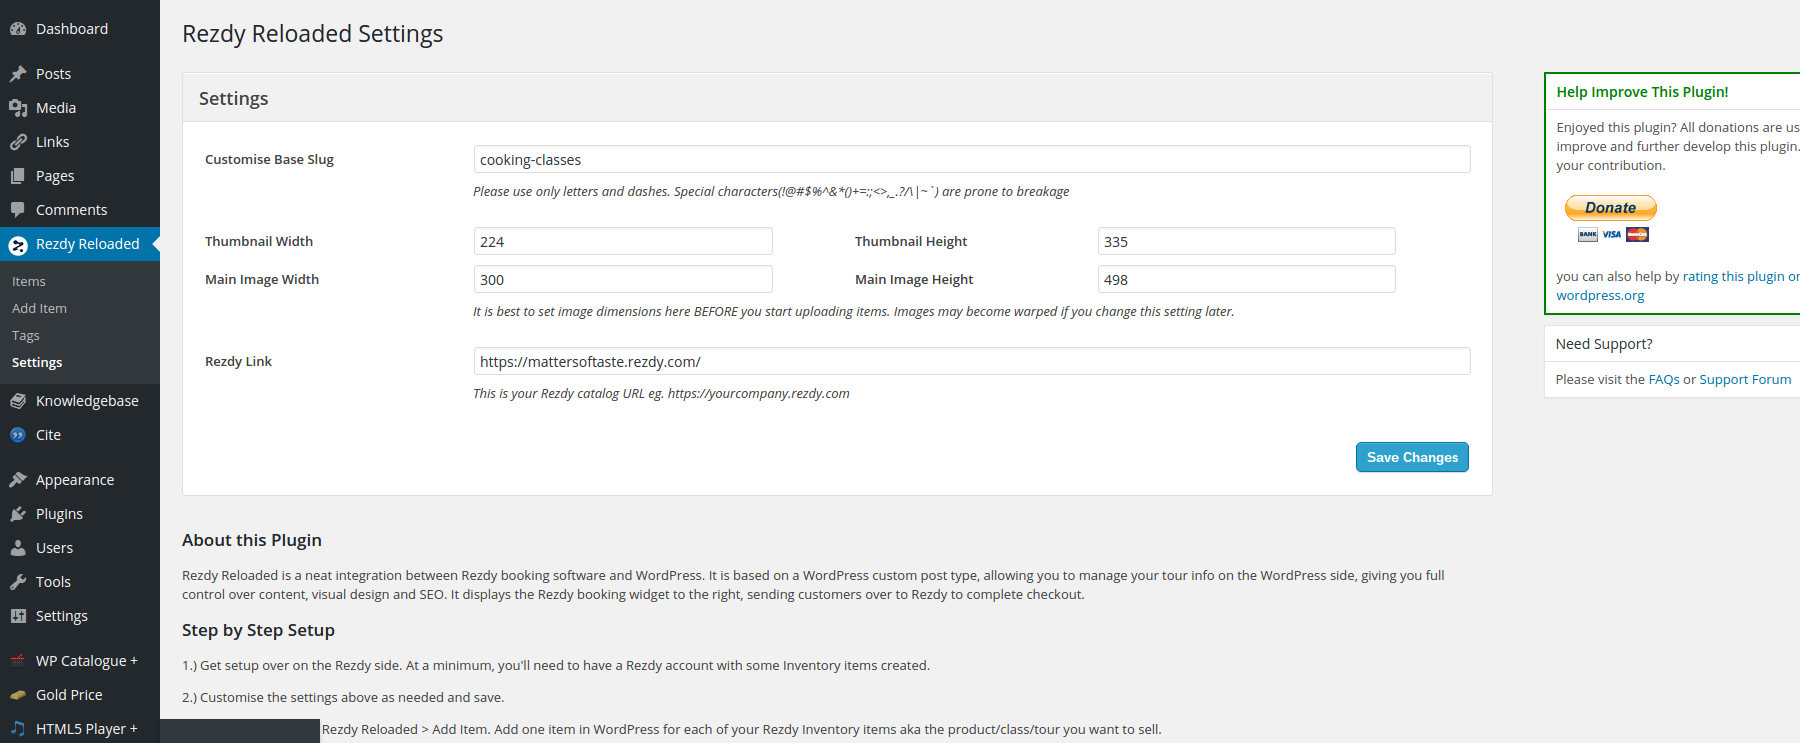 Dashboard
Posts
Media
Links
Pages
Comments
Rezdy Reloaded
Items
Add Item
Tags
Settings
Knowledgebase
Cite
Appearance
Plugins
Users
Tools
Settings
WP Catalogue +
Gold Price
HTML5 Player +
Rezdy Reloaded Settings
Settings
Customise Base Slug
cooking-classes
Please use only letters and dashes. Special characters(!@#$%^&*()+=:;<>,_.?/\|~`) are prone to breakage
Thumbnail Width
224
Thumbnail Height
335
Main Image Width
300
Main Image Height
498
It is best to set image dimensions here BEFORE you start uploading items. Images may become warped if you change this setting later.
Rezdy Link
https://mattersoftaste.rezdy.com/
This is your Rezdy catalog URL eg. https://yourcompany.rezdy.com
Save Changes
About this Plugin
Rezdy Reloaded is a neat integration between Rezdy booking software and WordPress. It is based on a WordPress custom post type, allowing you to manage your tour info on the WordPress side, giving you full
control over content, visual design and SEO. It displays the Rezdy booking widget to the right, sending customers over to Rezdy to complete checkout.
Step by Step Setup
1.) Get setup over on the Rezdy side. At a minimum, you'll need to have a Rezdy account with some Inventory items created.
2.) Customise the settings above as needed and save.
Rezdy Reloaded > Add Item. Add one item in WordPress for each of your Rezdy Inventory items aka the product/class/tour you want to sell.
Help Improve This Plugin!
Enjoyed this plugin? All donations are us
improve and further develop this plugin.
your contribution.
Donate
BANK VISA MasterCard
you can also help by rating this plugin on
wordpress.org
Need Support?
Please visit the FAQs or Support Forum